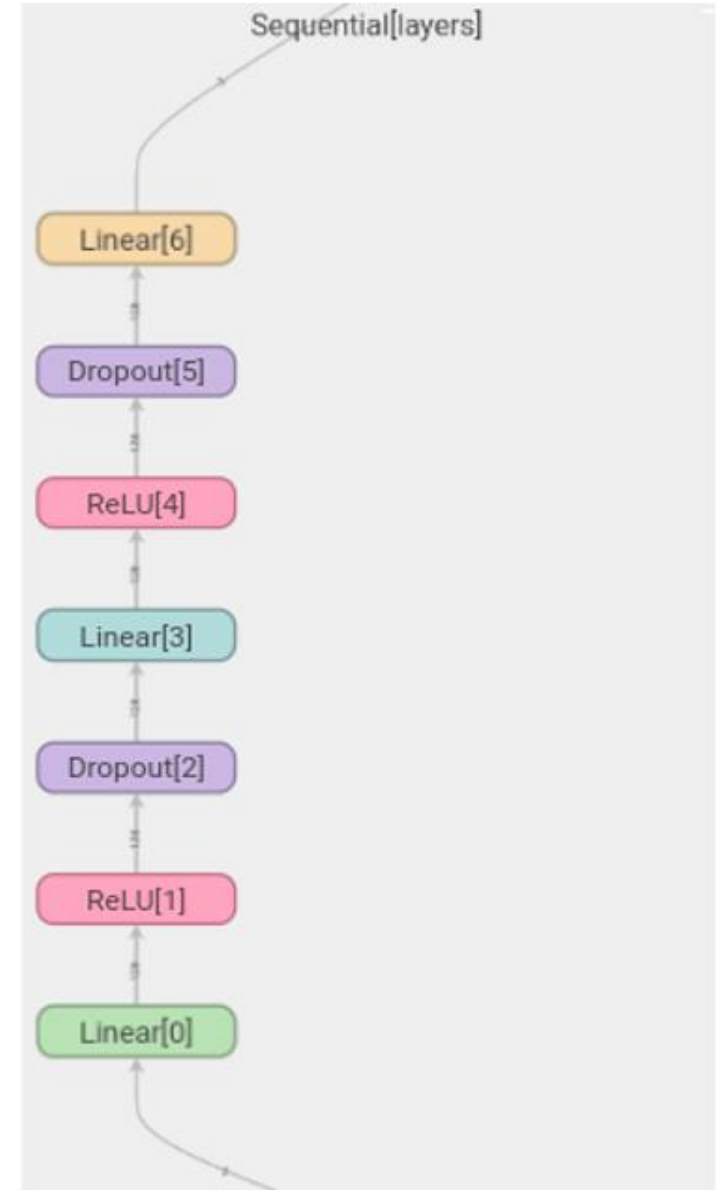 Sequential[layers]
Linear[6]
Dropout[5]
ReLU[4]
Linear[3]
Dropout[2]
ReLU[1]
Linear[0]